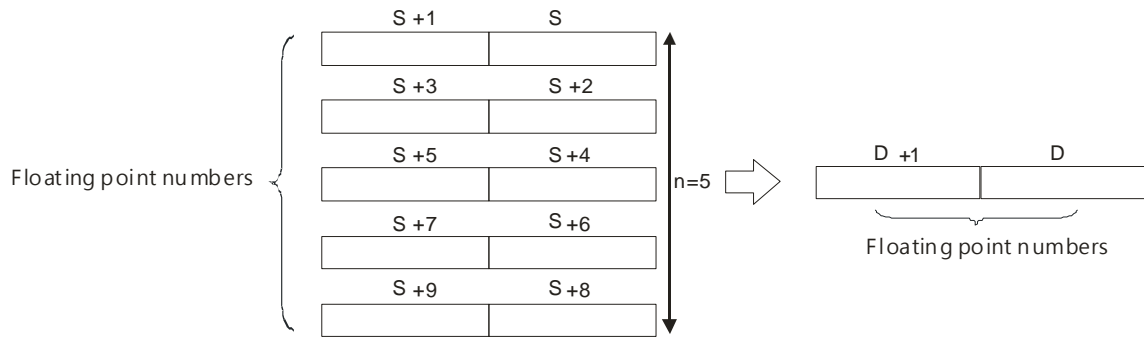 S +1 S
S +3 S +2
S +5 S +4
Floating point numbers
n=5
D +1 D
S +7 S +6
Floating point numbers
S +9 S +8